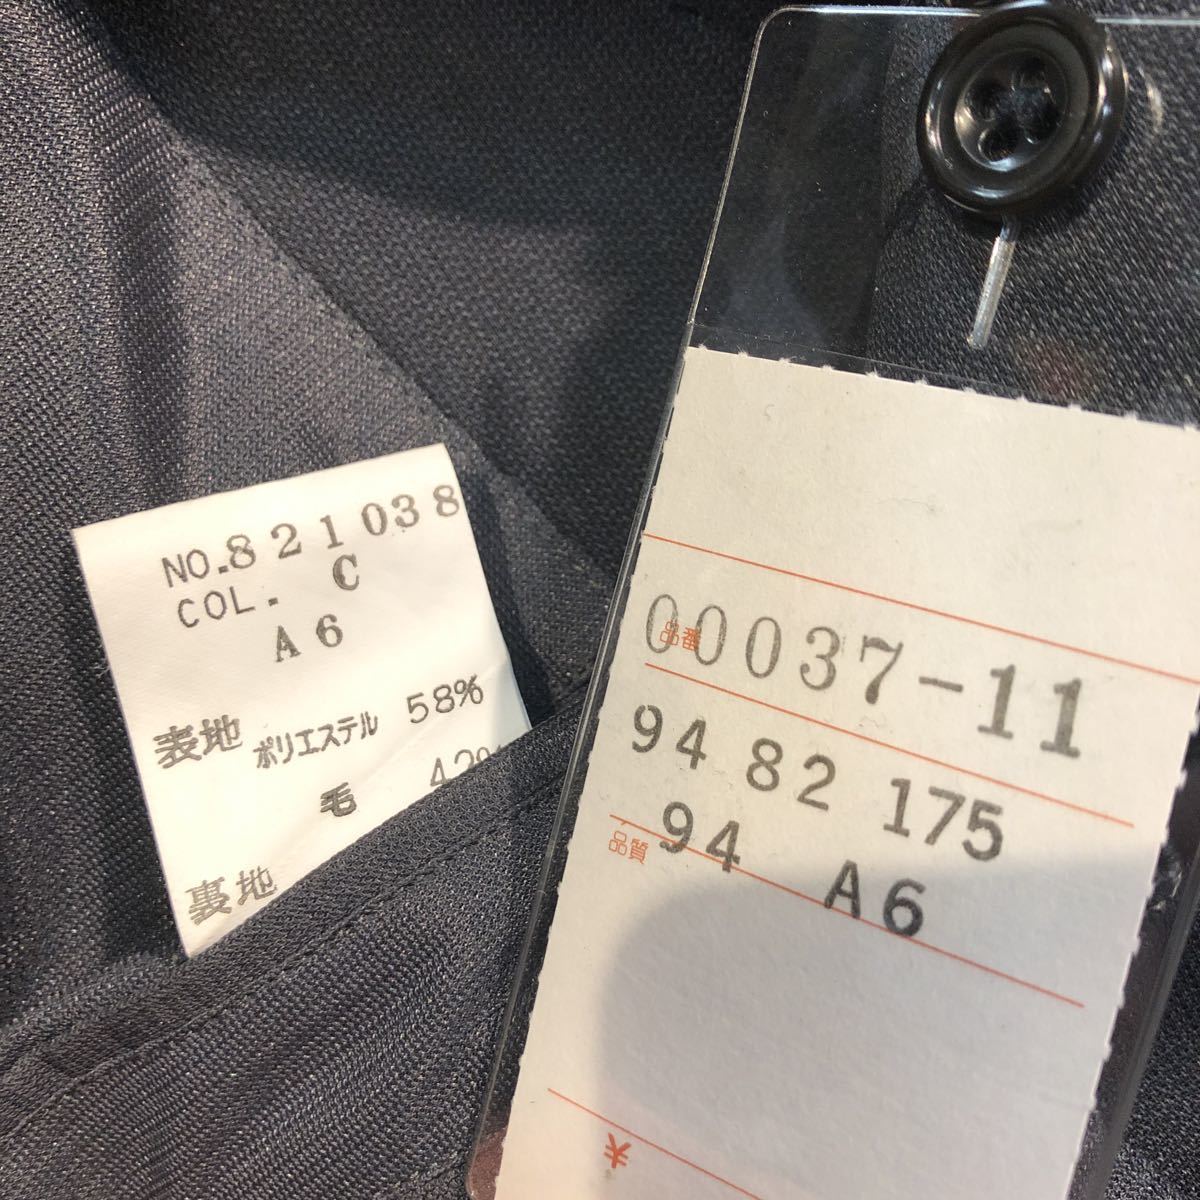 NO.821038
COL. C
A6
表地 ポリエステル 58%
毛 42%
裏地
品番 00037-11
94 82 175
品質 94 A6